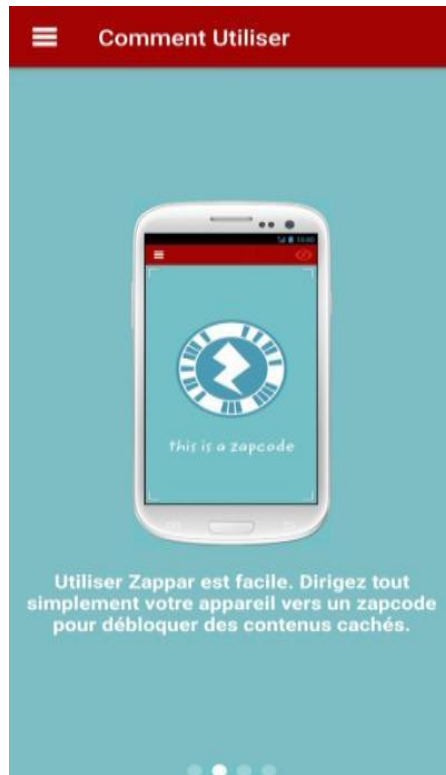 Comment Utiliser
this is a zapcode
Utiliser Zappar est facile. Dirigez tout
simplement votre appareil vers un zapcode
pour débloquer des contenus cachés.